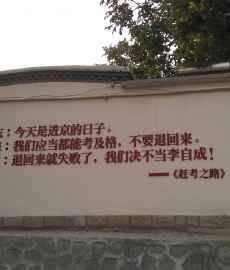 ：今天是进京的日子。
：我们应当都能考及格，不要退回来。
：退回来就失败了，我们决不当李自成！
——《赶考之路》